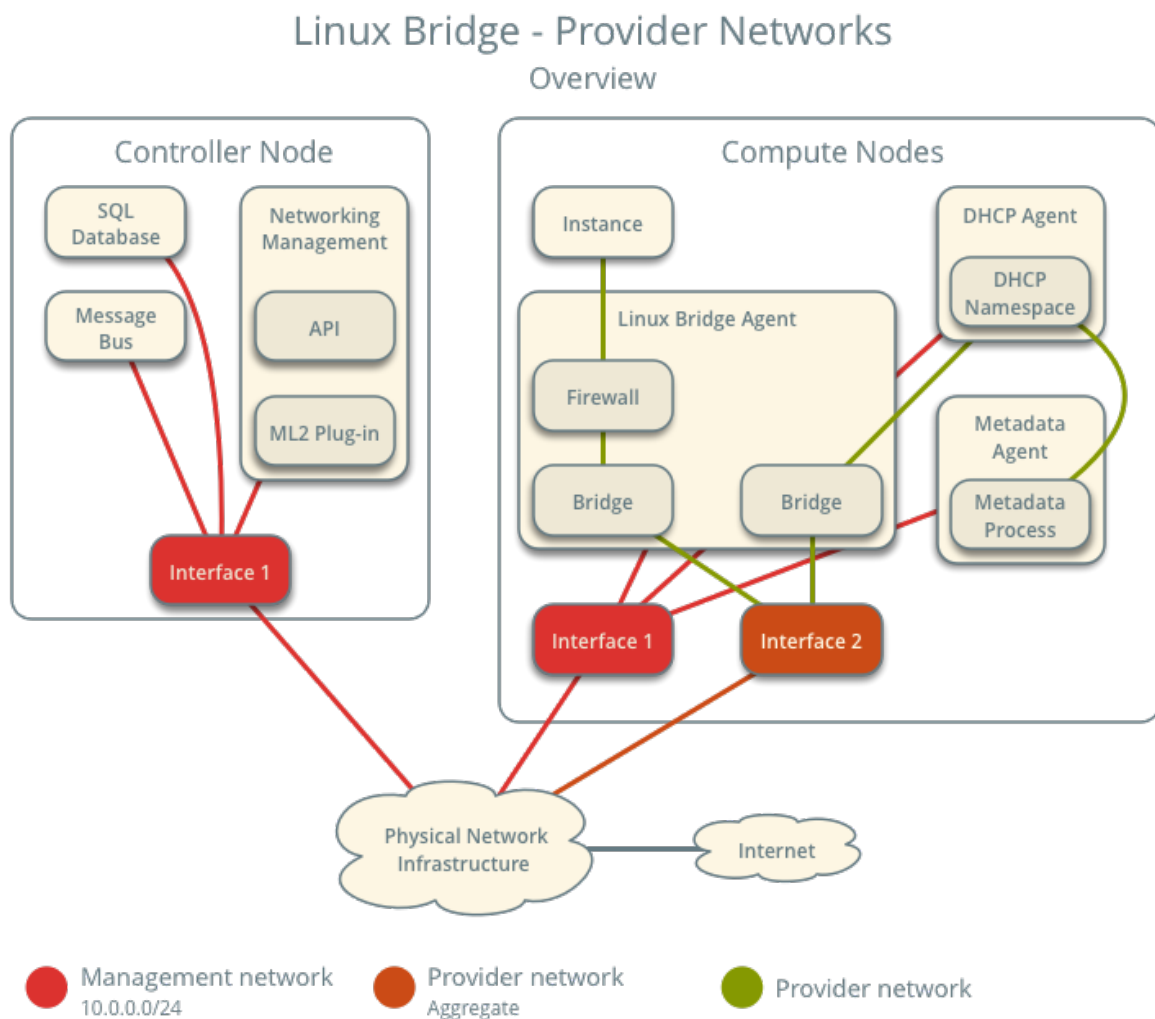 Linux Bridge - Provider Networks
Overview
Controller Node
SQL
Database
Networking
Management
Message
Bus
API
ML2 Plug-in
Interface 1
Compute Nodes
Instance
DHCP Agent
DHCP
Namespace
Linux Bridge Agent
Firewall
Metadata
Agent
Bridge
Bridge
Metadata
Process
Interface 1
Interface 2
Physical Network
Infrastructure
Internet
Management network
10.0.0.0/24
Provider network
Aggregate
Provider network